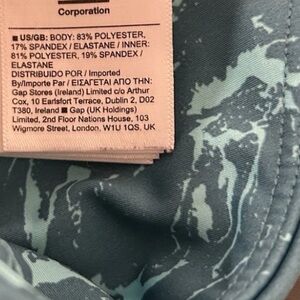 Corporation
■ US/GB: BODY: 83% POLYESTER,
17% SPANDEX / ELASTANE / INNER:
81% POLYESTER, 19% SPANDEX /
ELASTANE
DISTRIBUIDO POR / Imported
By/Importe Par / ΕΙΣΑΓΕΤΑΙ ΑΠΟ ΤΗΝ:
Gap Stores (Ireland) Limited c/o Arthur
Cox, 10 Earlsfort Terrace, Dublin 2, D02
T380, Ireland ■ Gap (UK Holdings)
Limited, 2nd Floor Nations House, 103
Wigmore Street, London, W1U 1QS, UK